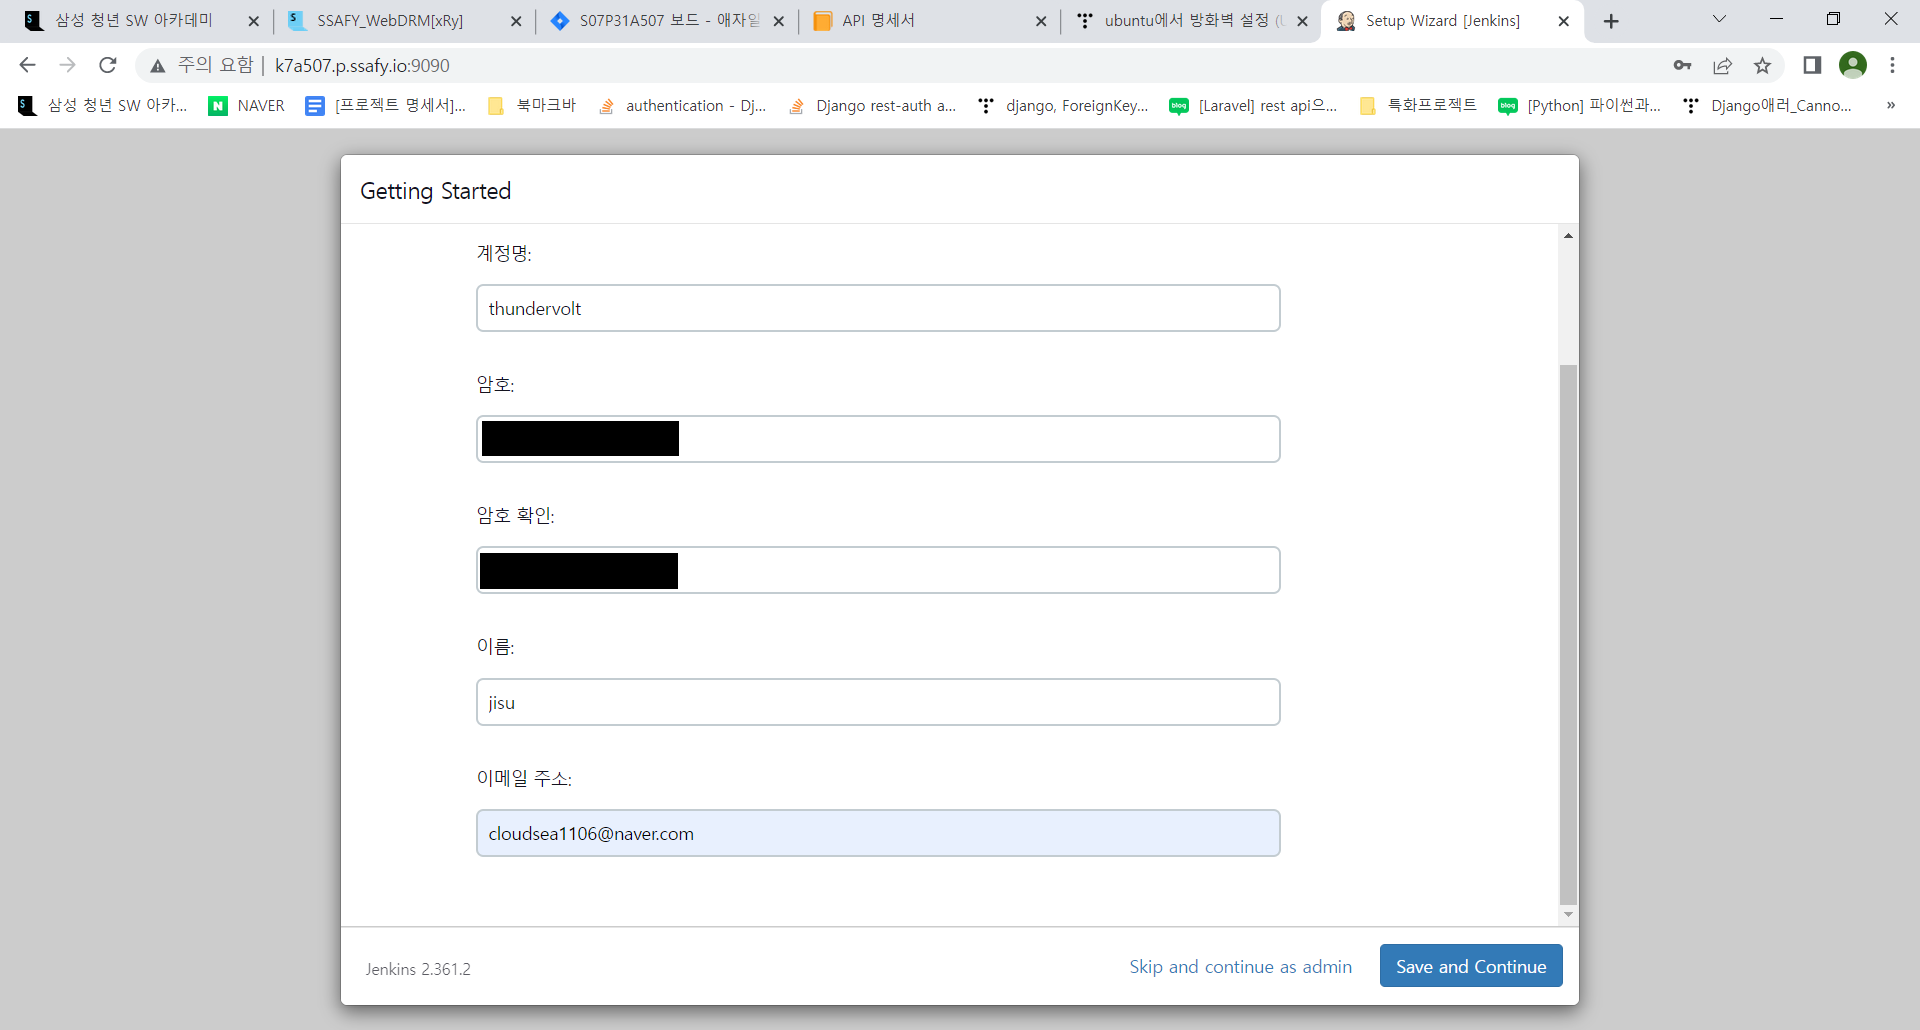 삼성 청년 SW 아카데미
SSAFY_WebDRM[xRy]
S07P31A507 보드 - 애자일
API 명세서
ubuntu에서 방화벽 설정 (U
Setup Wizard [Jenkins]
주의 요함 | k7a507.p.ssafy.io:9090
삼성 청년 SW 아카...
NAVER
[프로젝트 명세서]...
북마크바
authentication - Dj...
Django rest-auth a...
django, ForeignKey...
[Laravel] rest api으...
특화프로젝트
[Python] 파이썬과...
Django애러_Canno...
»
Getting Started
계정명:
thundervolt
암호:
암호 확인:
이름:
jisu
이메일 주소:
cloudsea1106@naver.com
Jenkins 2.361.2
Skip and continue as admin
Save and Continue